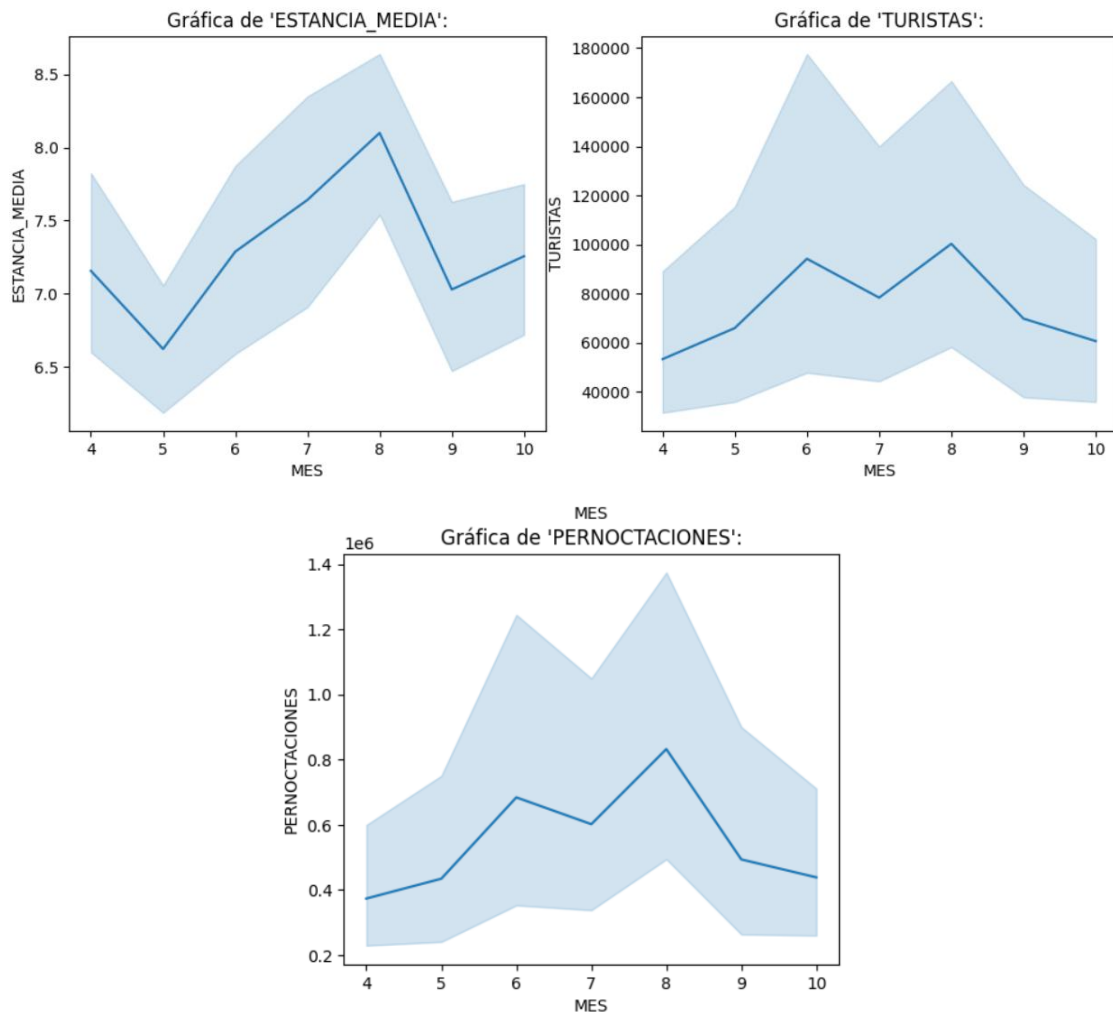 Gráfica de 'ESTANCIA_MEDIA':
8.5
8.0
7.5
7.0
6.5
ESTANCIA_MEDIA
4 5 6 7 8 9 10
MES
Gráfica de 'TURISTAS':
180000
160000
140000
120000
100000
80000
60000
40000
TURISTAS
4 5 6 7 8 9 10
MES
MES
Gráfica de 'PERNOCTACIONES':
1e6
1.4
1.2
1.0
0.8
0.6
0.4
0.2
PERNOCTACIONES
4 5 6 7 8 9 10
MES